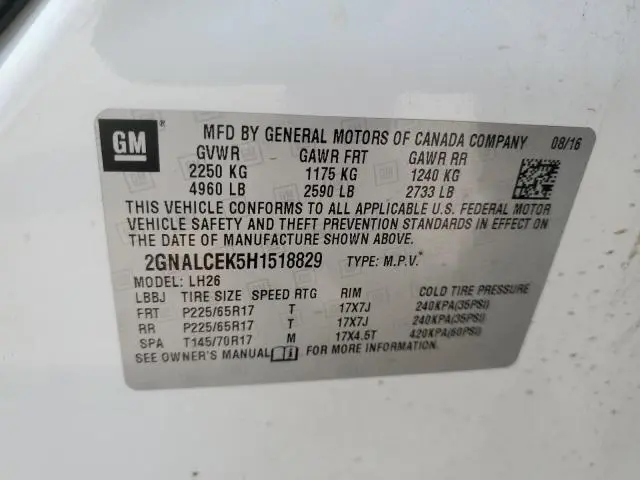 GM
MFD BY GENERAL MOTORS OF CANADA COMPANY 08/16
GVWR GAWR FRT GAWR RR
2250 KG 1175 KG 1240 KG
4960 LB 2590 LB 2733 LB
THIS VEHICLE CONFORMS TO ALL APPLICABLE U.S. FEDERAL MOTOR
VEHICLE SAFETY AND THEFT PREVENTION STANDARDS IN EFFECT ON
THE DATE OF MANUFACTURE SHOWN ABOVE.
2GNALCEK5H1518829 TYPE: M.P.V.
MODEL: LH26
LBBJ TIRE SIZE SPEED RTG RIM COLD TIRE PRESSURE
FRT P225/65R17 T 17X7J 240KPA(35PSI)
RR P225/65R17 T 17X7J 240KPA(35PSI)
SPA T145/70R17 M 17X4.5T 420KPA(60PSI)
SEE OWNER'S MANUAL FOR MORE INFORMATION.